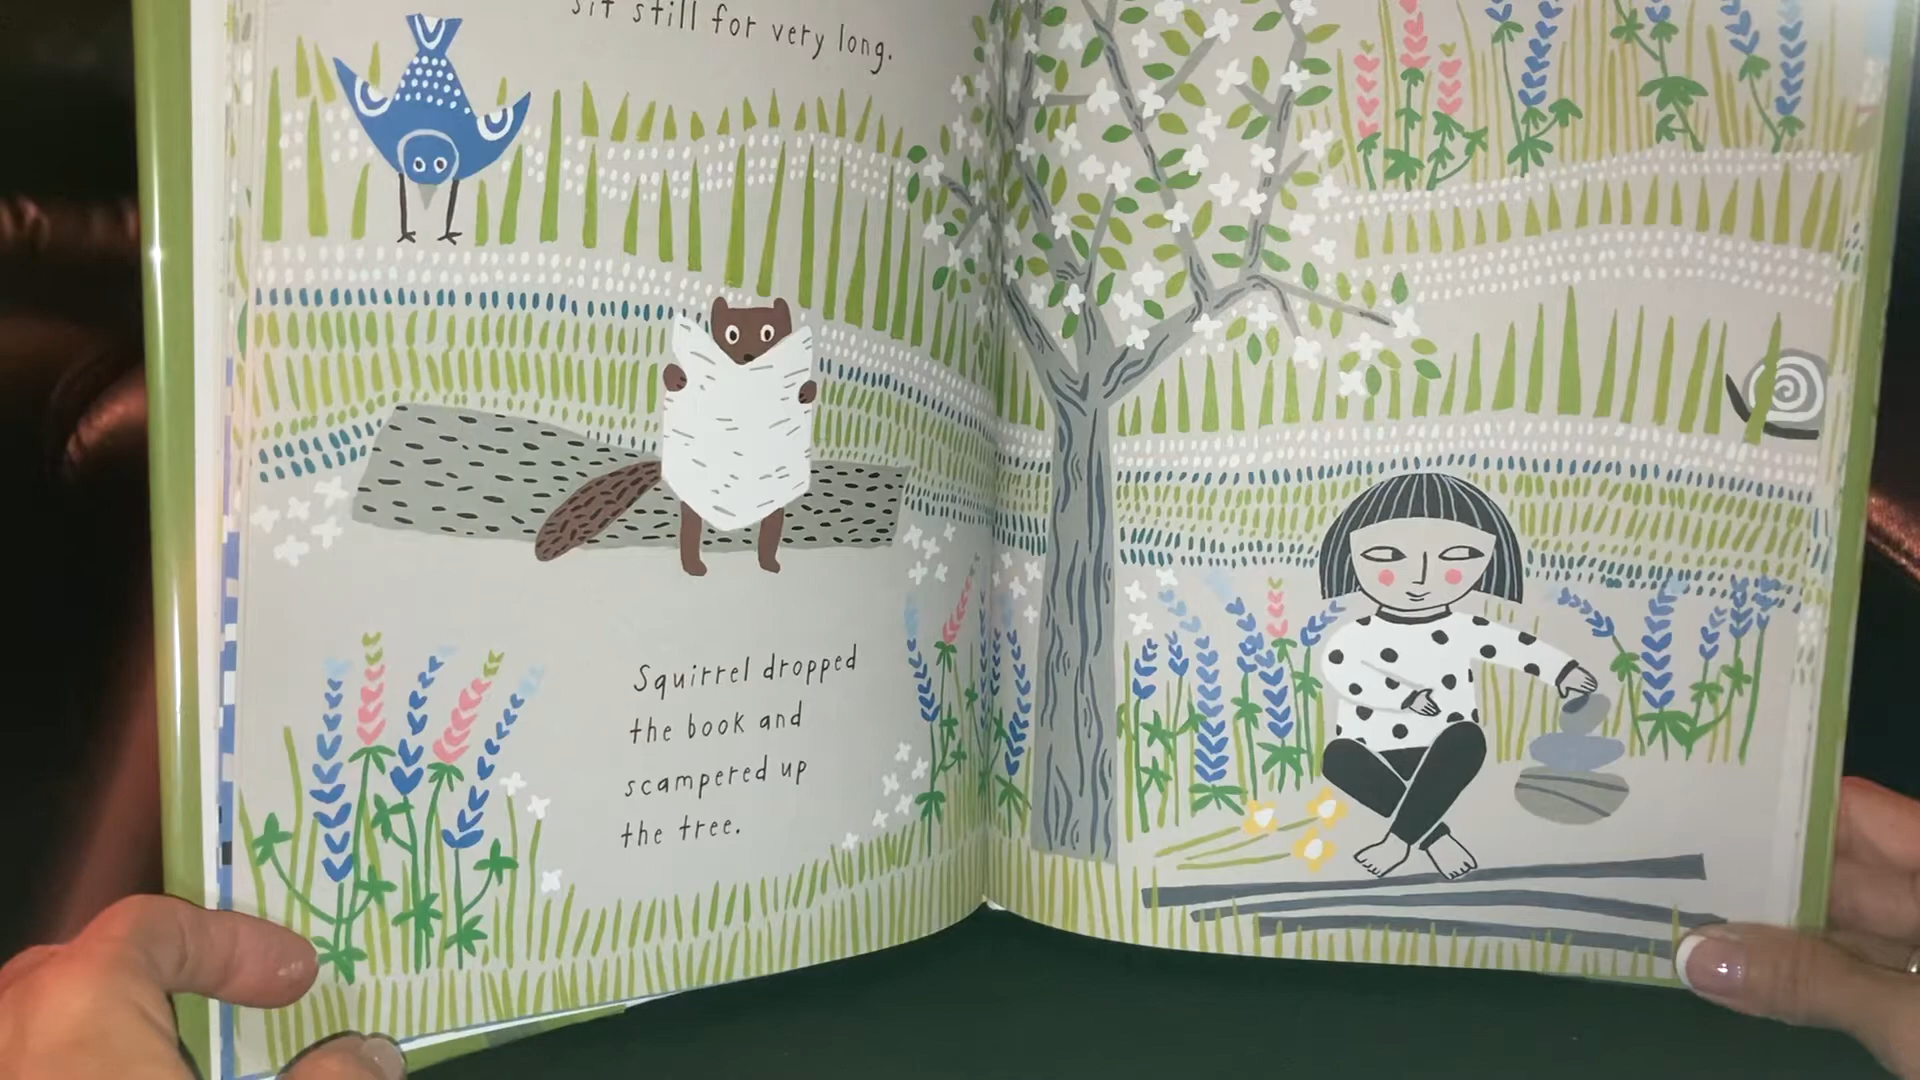 sit still for very long.
Squirrel dropped
the book and
scampered up
the tree.